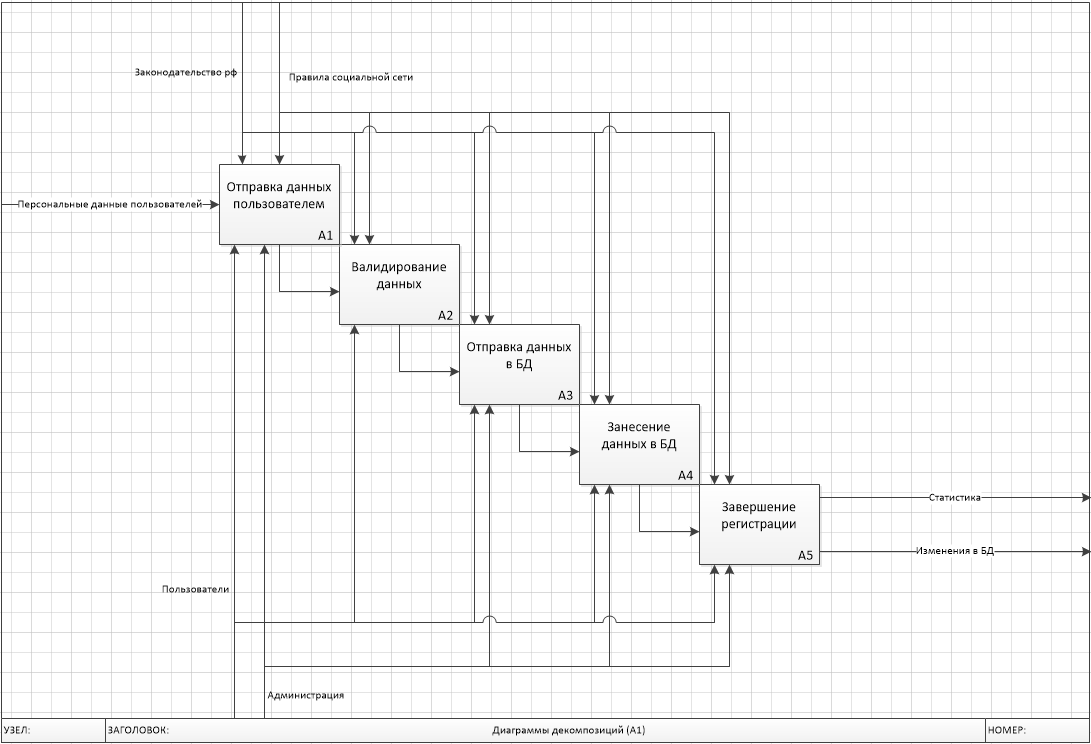 Законодательство рф
Правила социальной сети
Отправка данных
пользователем
A1
Персональные данные пользователей
Валидирование
данных
A2
Отправка данных
в БД
A3
Занесение
данных в БД
A4
Завершение
регистрации
A5
Статистика
Изменения в БД
Пользователи
Администрация
УЗЕЛ:
ЗАГОЛОВОК:
Диаграммы декомпозиций (А1)
НОМЕР: